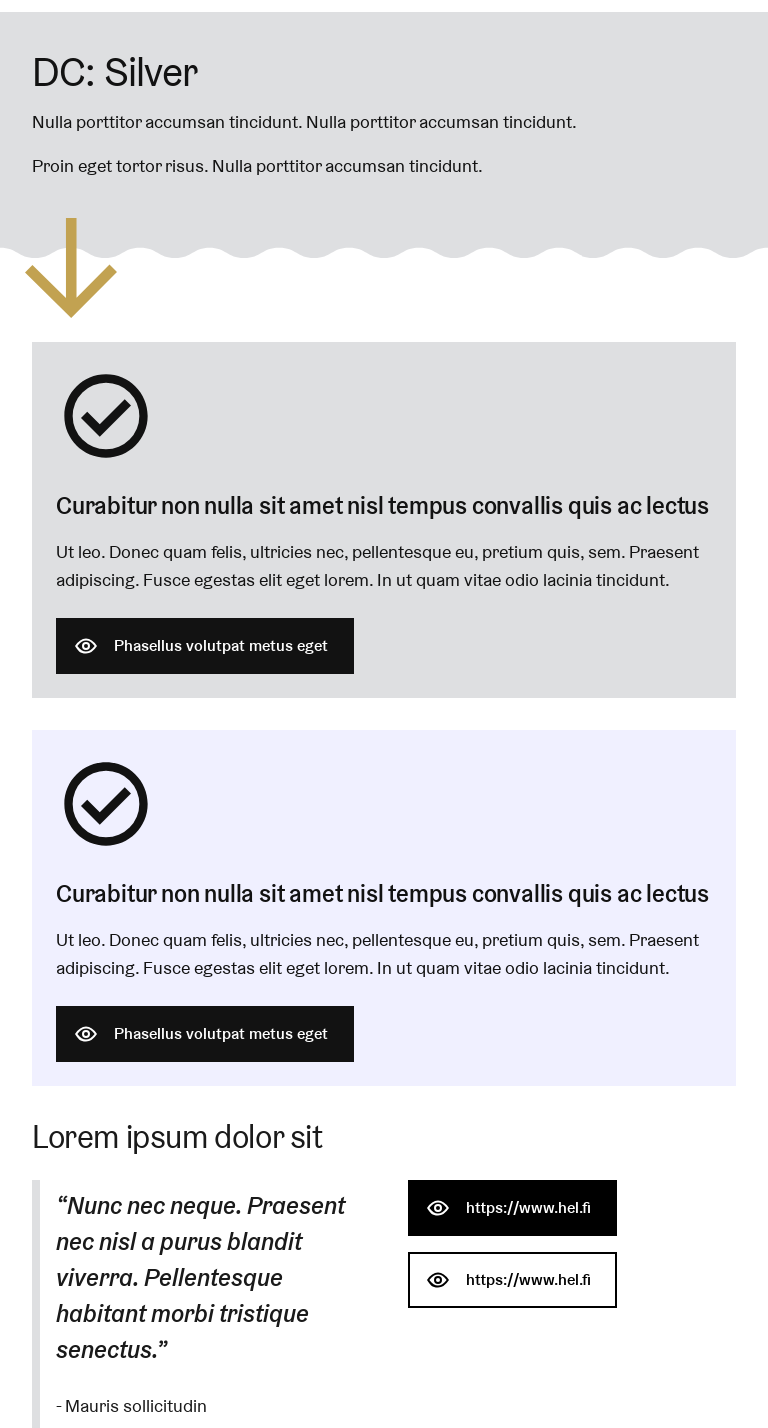 DC: Silver
Nulla porttitor accumsan tincidunt. Nulla porttitor accumsan tincidunt.
Proin eget tortor risus. Nulla porttitor accumsan tincidunt.
Curabitur non nulla sit amet nisl tempus convallis quis ac lectus
Ut leo. Donec quam felis, ultricies nec, pellentesque eu, pretium quis, sem. Praesent
adipiscing. Fusce egestas elit eget lorem. In ut quam vitae odio lacinia tincidunt.
Phasellus volutpat metus eget
Curabitur non nulla sit amet nisl tempus convallis quis ac lectus
Ut leo. Donec quam felis, ultricies nec, pellentesque eu, pretium quis, sem. Praesent
adipiscing. Fusce egestas elit eget lorem. In ut quam vitae odio lacinia tincidunt.
Phasellus volutpat metus eget
Lorem ipsum dolor sit
“Nunc nec neque. Praesent
nec nisl a purus blandit
viverra. Pellentesque
habitant morbi tristique
senectus.”
- Mauris sollicitudin
https://www.hel.fi
https://www.hel.fi